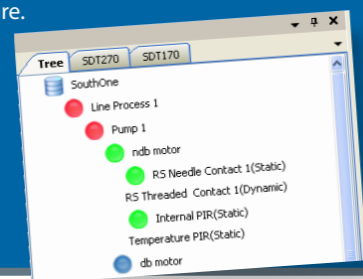 re.
Tree SDT270 SDT170
SouthOne
Line Process 1
Pump 1
ndb motor
RS Needle Contact 1(Static)
RS Threaded Contact 1(Dynamic)
Internal PIR(Static)
Temperature PIR(Static)
db motor